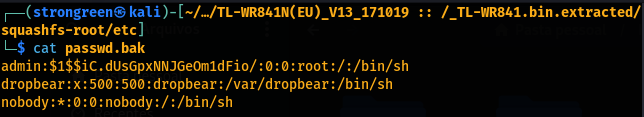 ┌──(strongreen㉿kali)-[~/…/TL-WR841N(EU)_V13_171019 :: /_TL-WR841.bin.extracted/
squashfs-root/etc]
└─$ cat passwd.bak
admin:$1$$iC.dUsGpxNNJGeOm1dFio/:0:0:root:/:/bin/sh
dropbear:x:500:500:dropbear:/var/dropbear:/bin/sh
nobody:*:0:0:nobody:/:/bin/sh